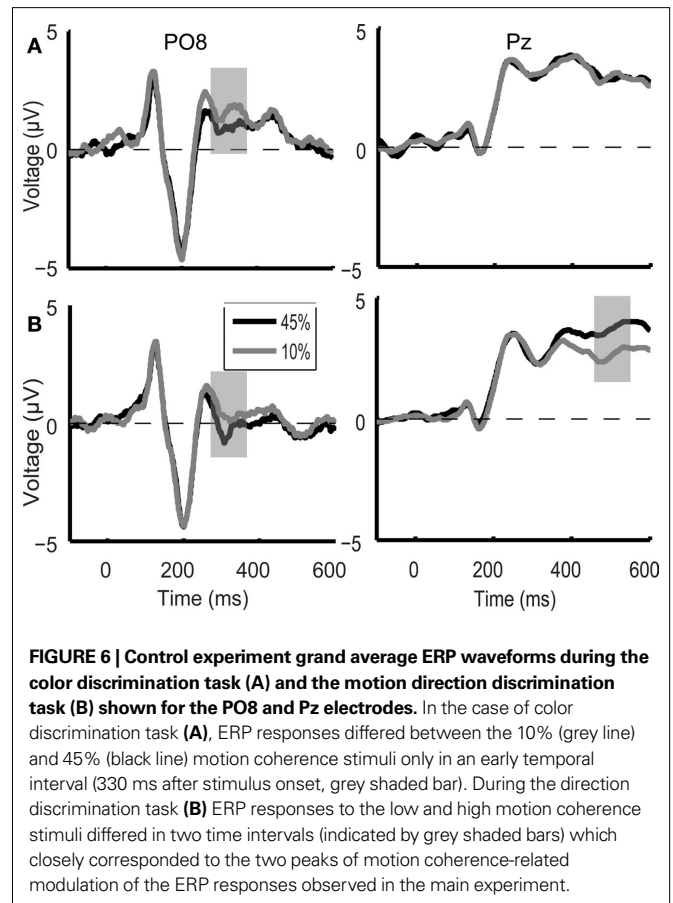 A
PO8
Pz
5
0
−5
Voltage (µV)
5
0
−5
B
45%
10%
5
0
−5
Voltage (µV)
0 200 400 600
Time (ms)
5
0
−5
0 200 400 600
Time (ms)
FIGURE 6 | Control experiment grand average ERP waveforms during the
color discrimination task (A) and the motion direction discrimination
task (B) shown for the PO8 and Pz electrodes. In the case of color
discrimination task (A), ERP responses differed between the 10% (grey line)
and 45% (black line) motion coherence stimuli only in an early temporal
interval (330 ms after stimulus onset, grey shaded bar). During the direction
discrimination task (B) ERP responses to the low and high motion coherence
stimuli differed in two time intervals (indicated by grey shaded bars) which
closely corresponded to the two peaks of motion coherence-related
modulation of the ERP responses observed in the main experiment.